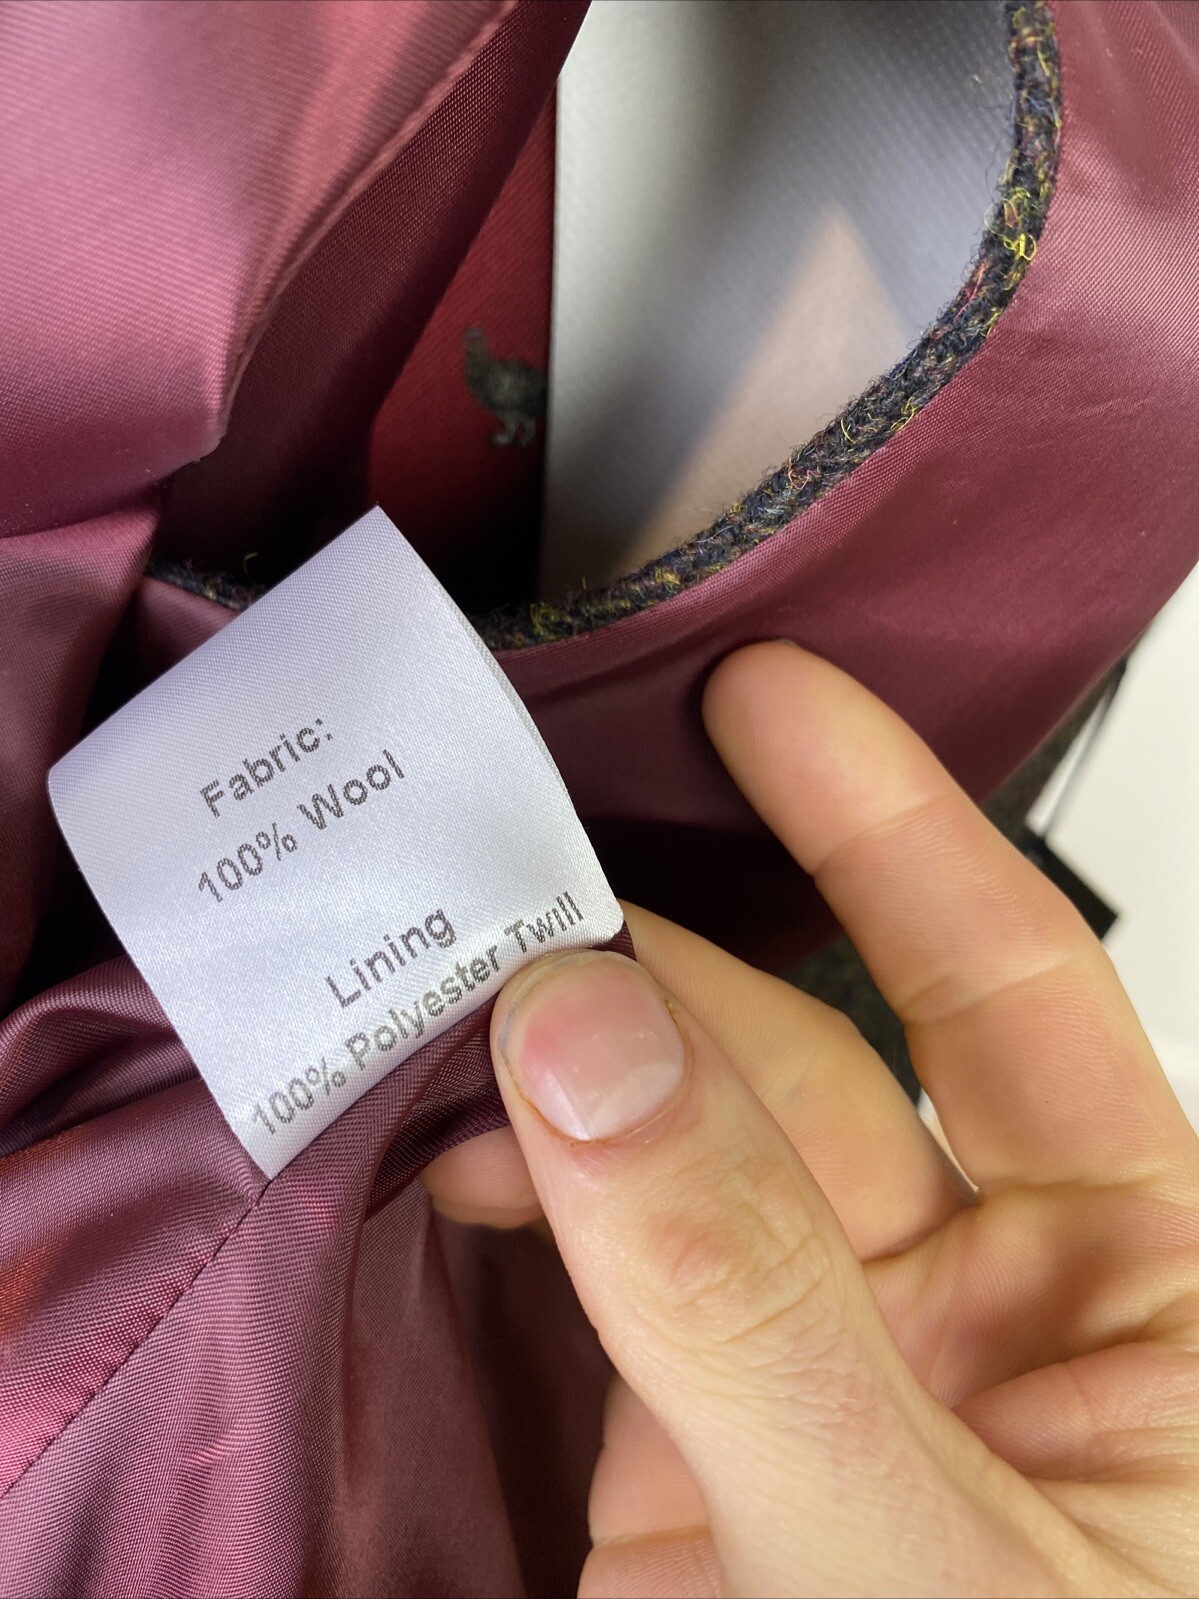 Fabric:
100% Wool
Lining
100% Polyester Twill